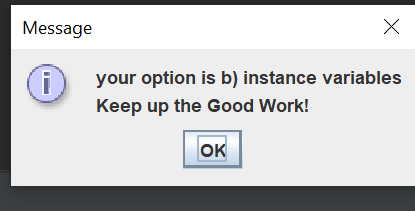 Message
your option is b) instance variables
Keep up the Good Work!
OK